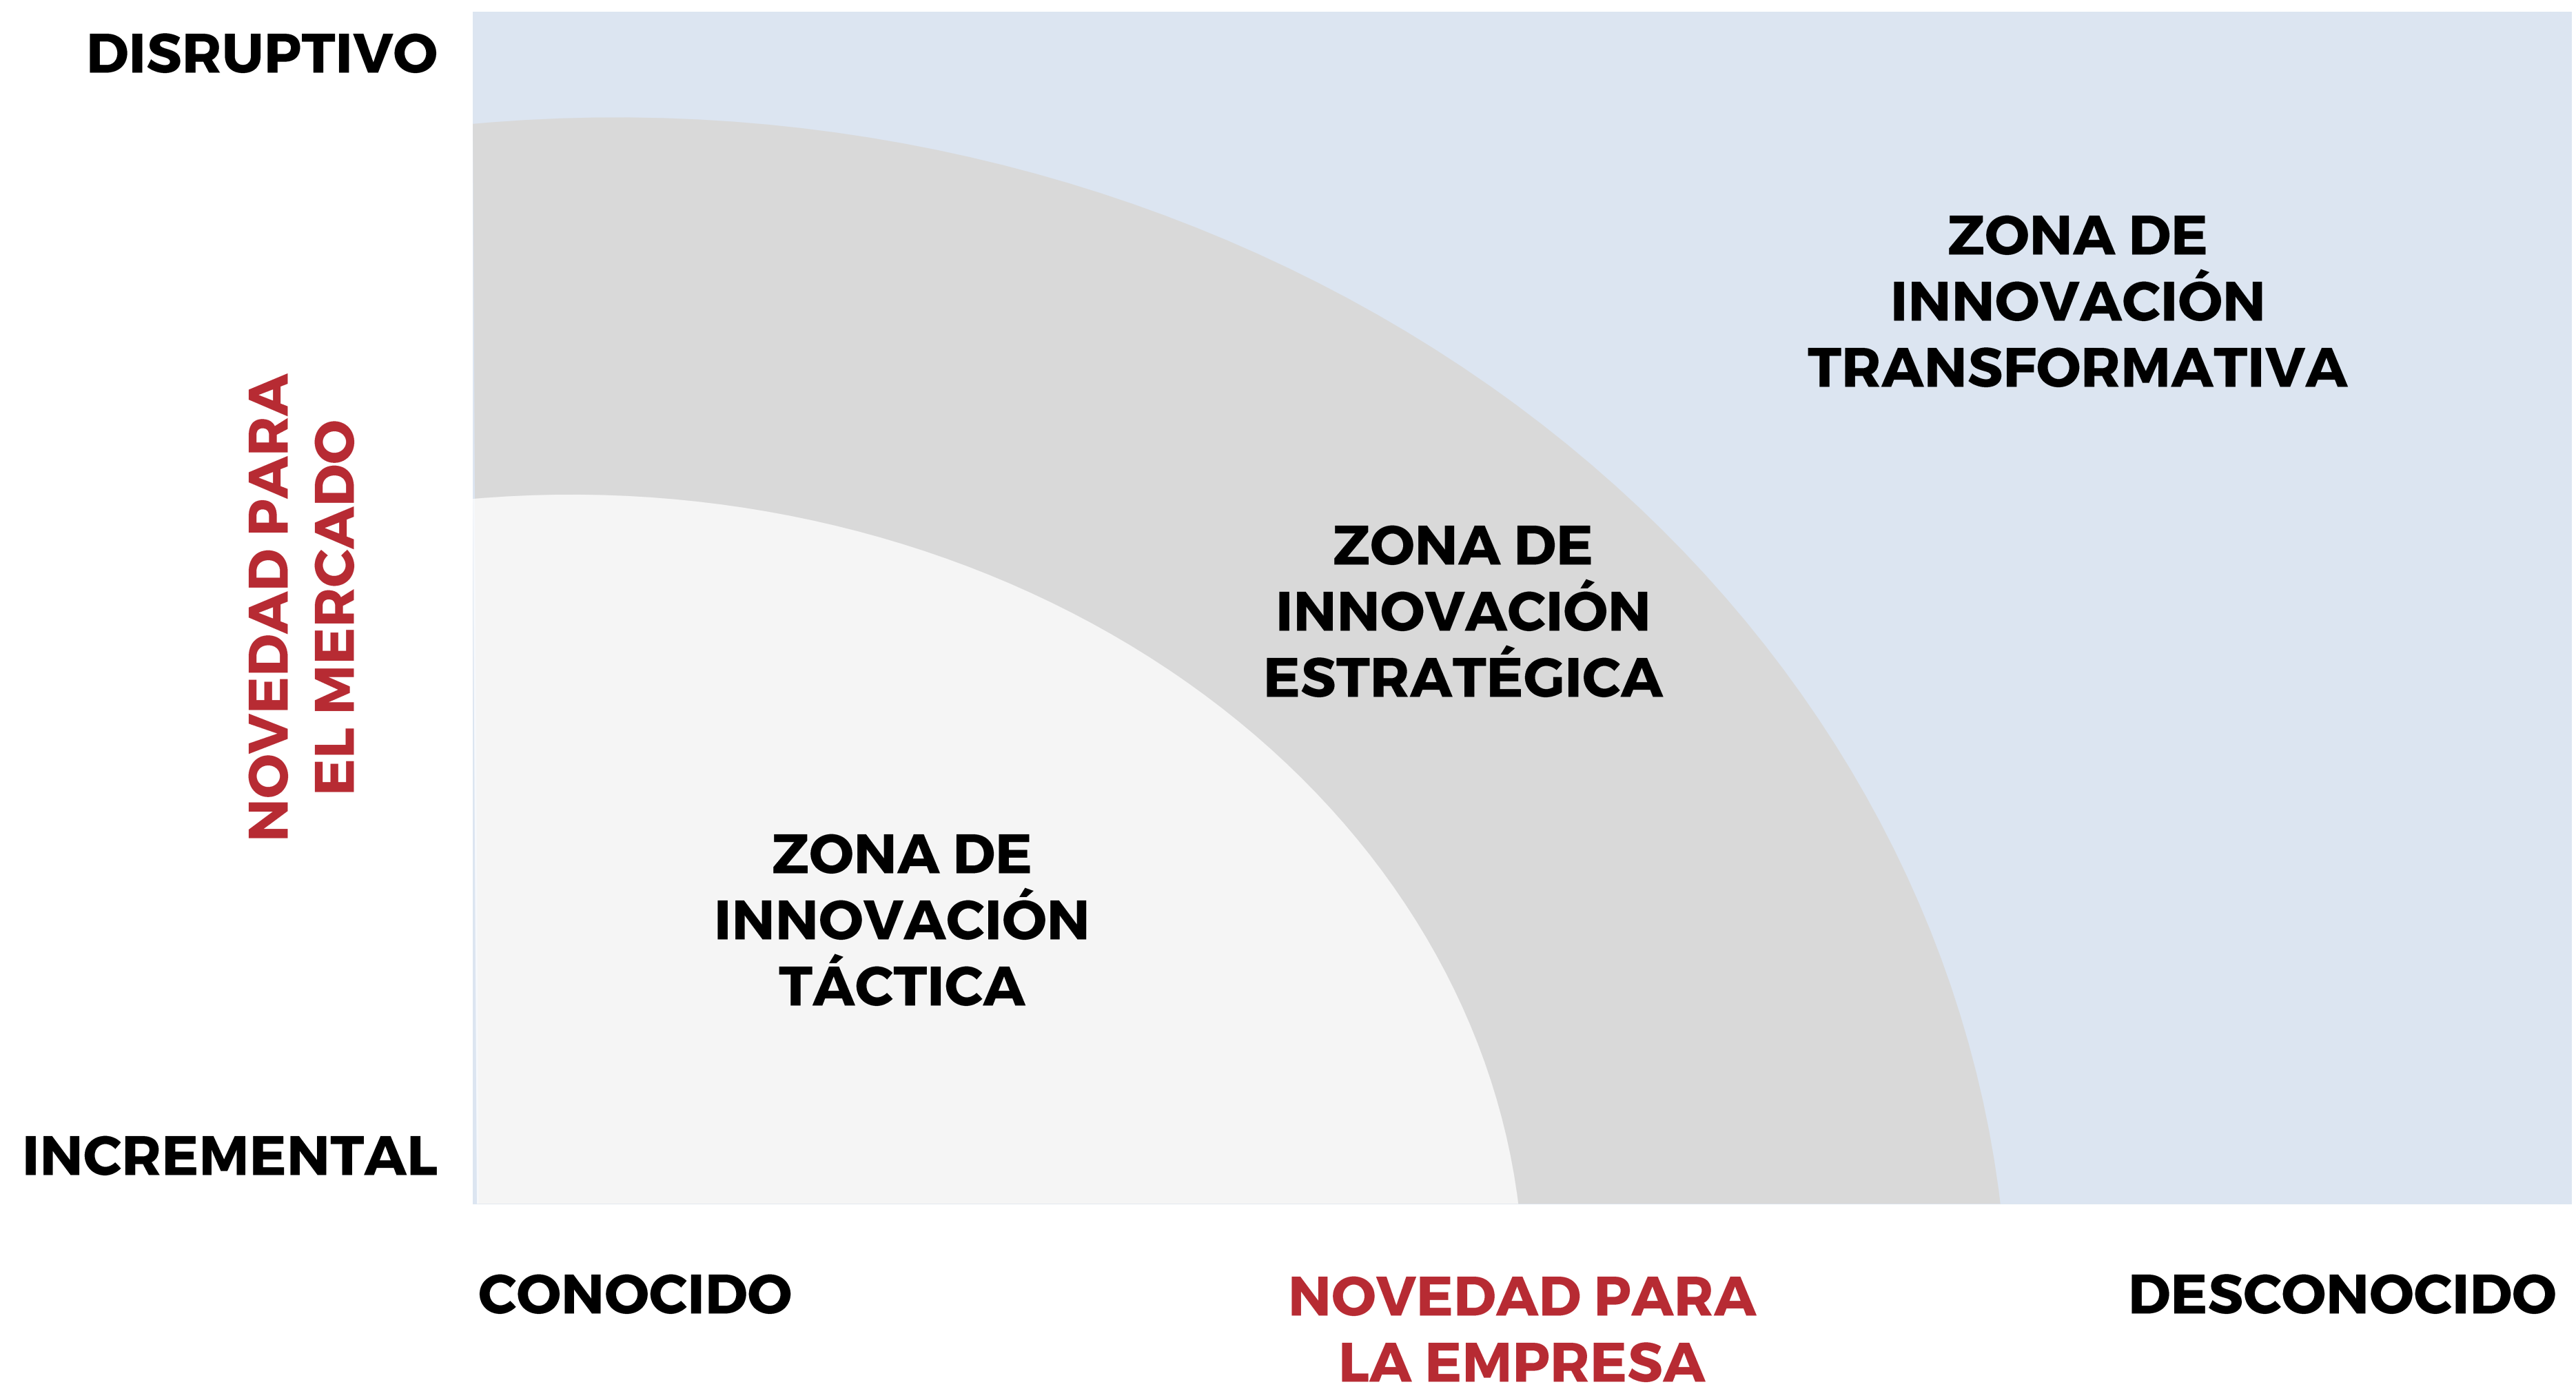 DISRUPTIVO
ZONA DE
INNOVACIÓN
TRANSFORMATIVA
NOVEDAD PARA
EL MERCADO
ZONA DE
INNOVACIÓN
ESTRATÉGICA
ZONA DE
INNOVACIÓN
TÁCTICA
INCREMENTAL
CONOCIDO
NOVEDAD PARA
LA EMPRESA
DESCONOCIDO